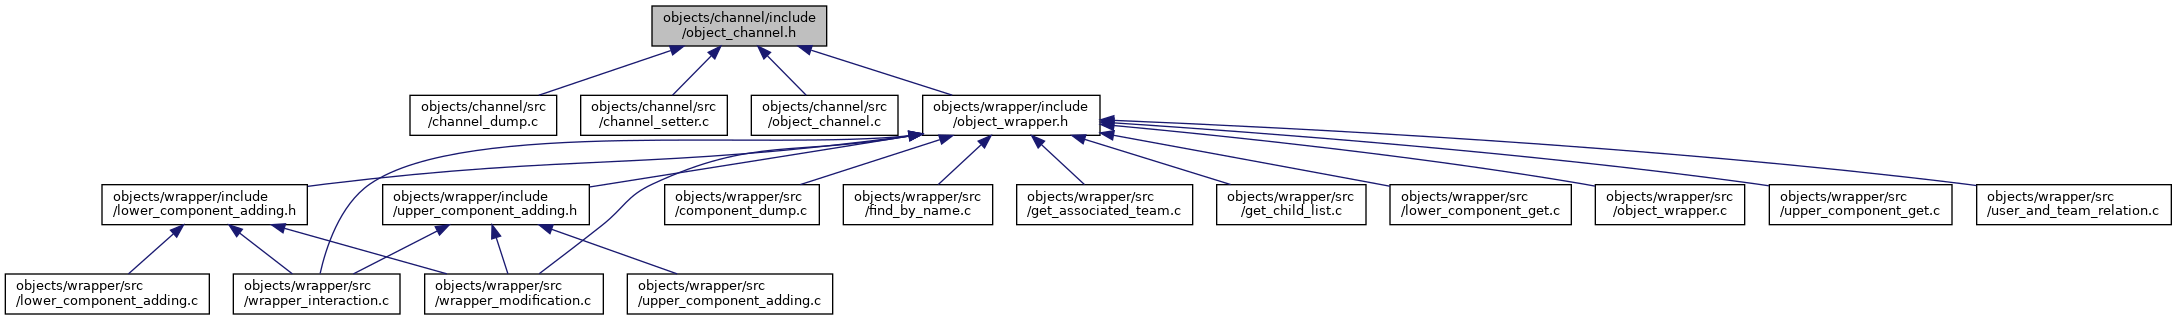 objects/channel/include
/object_channel.h
objects/channel/src
/channel_dump.c
objects/channel/src
/channel_setter.c
objects/channel/src
/object_channel.c
objects/wrapper/include
/object_wrapper.h
objects/wrapper/include
/lower_component_adding.h
objects/wrapper/include
/upper_component_adding.h
objects/wrapper/src
/component_dump.c
objects/wrapper/src
/find_by_name.c
objects/wrapper/src
/get_associated_team.c
objects/wrapper/src
/get_child_list.c
objects/wrapper/src
/lower_component_get.c
objects/wrapper/src
/object_wrapper.c
objects/wrapper/src
/upper_component_get.c
objects/wrapper/src
/user_and_team_relation.c
objects/wrapper/src
/lower_component_adding.c
objects/wrapper/src
/wrapper_interaction.c
objects/wrapper/src
/wrapper_modification.c
objects/wrapper/src
/upper_component_adding.c